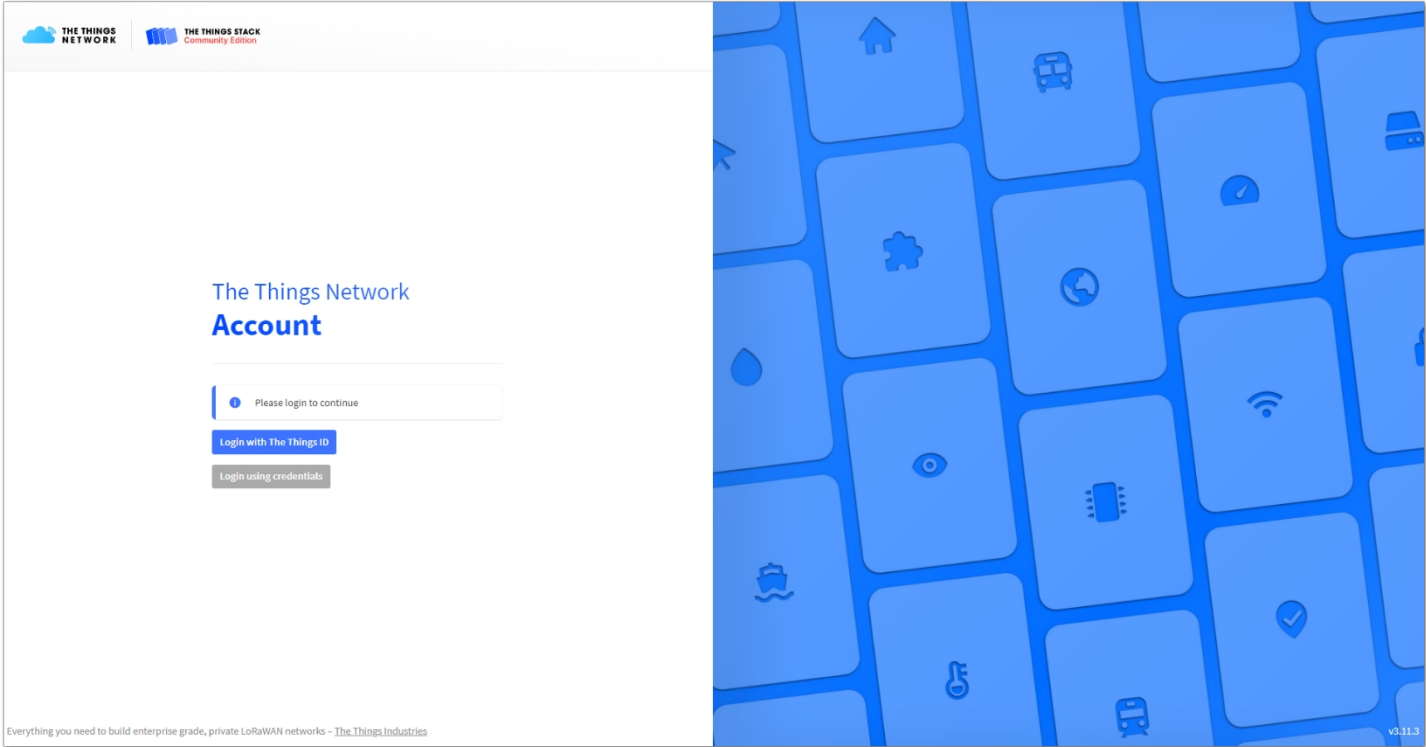 THE THINGS
NETWORK
THE THINGS STACK
Community Edition
The Things Network
Account
Please login to continue
Login with The Things ID
Login using credentials
Everything you need to build enterprise grade, private LoRaWAN networks – The Things Industries
v3.11.3